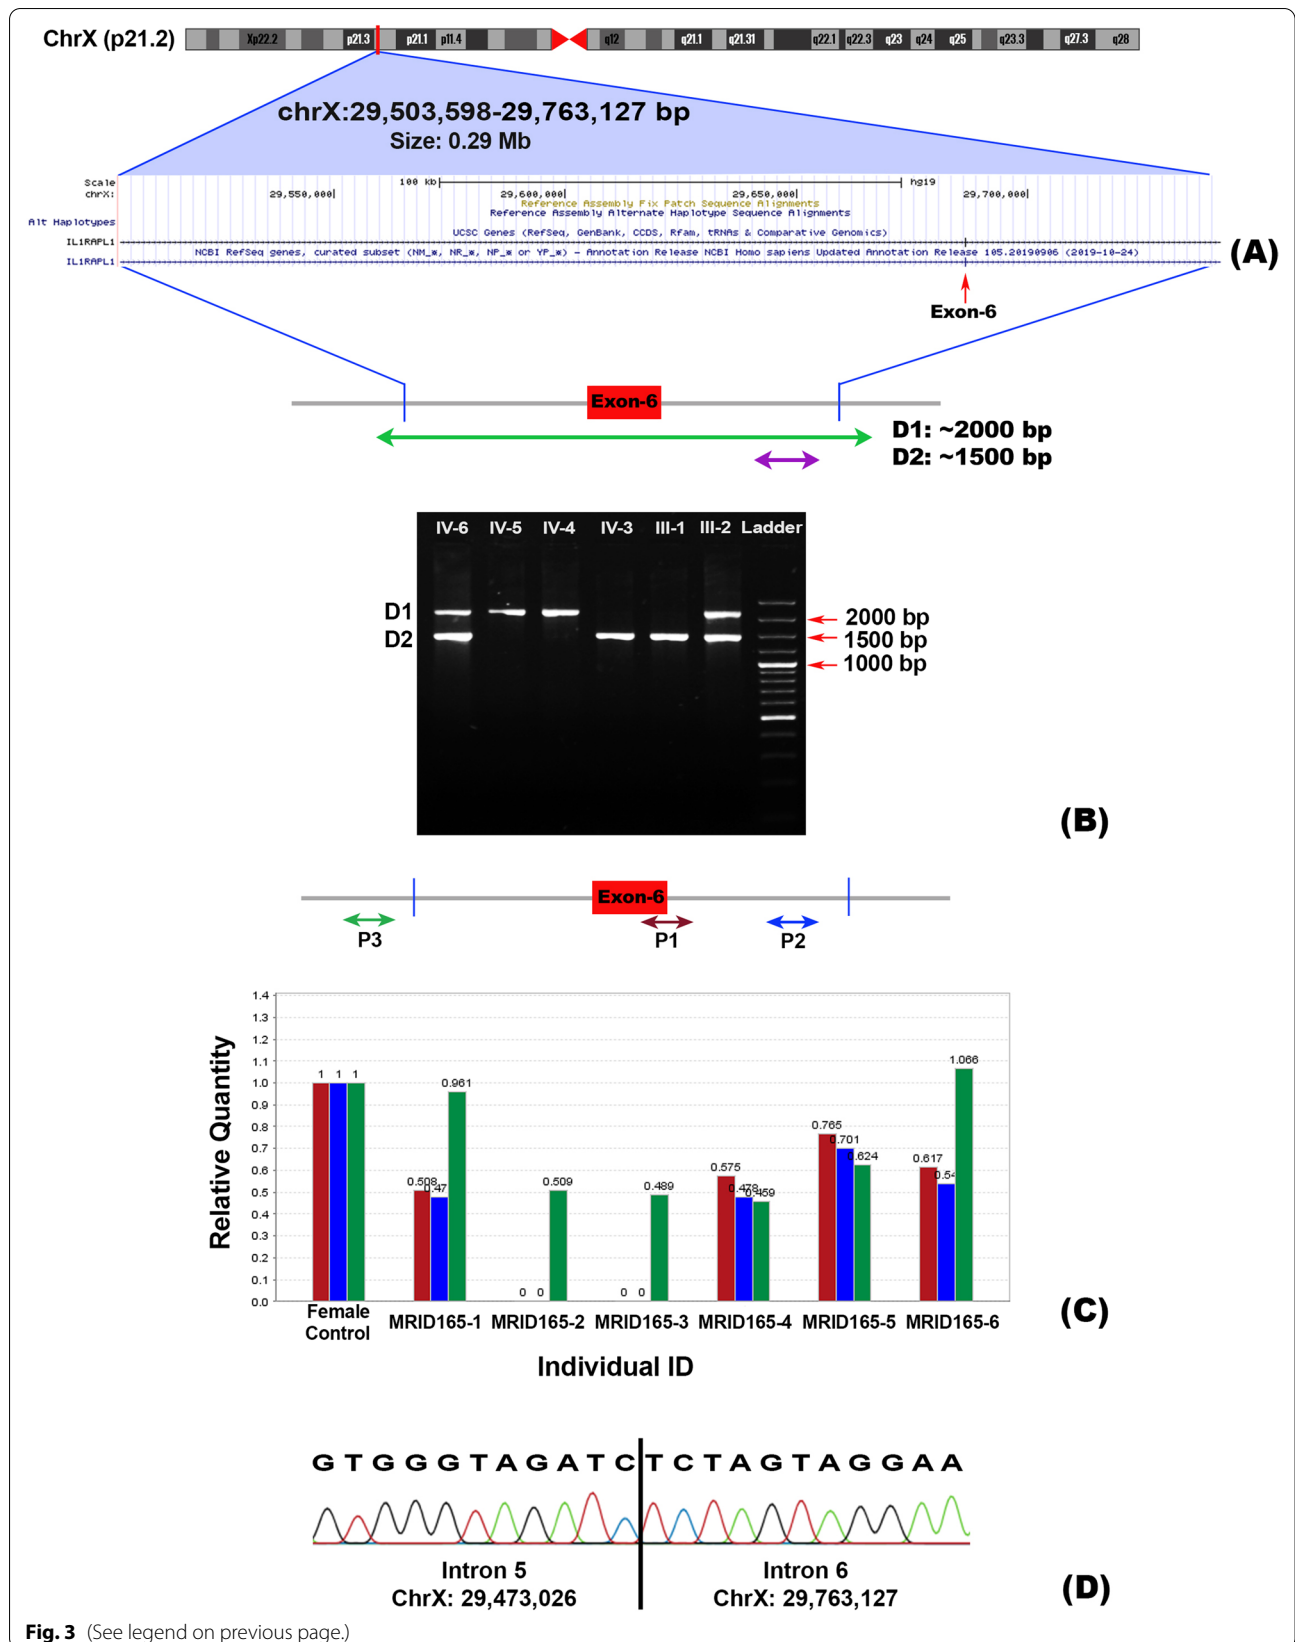 ChrX (p21.2)
Xp22.2 p21.3 p21.1 p11.4 q12 q21.1 q21.31 q22.1 q22.3 q23 q24 q25 q23.3 q27.3 q28
chrX:29,503,598-29,763,127 bp
Size: 0.29 Mb
Scale 100 kb hg19
chrX: 29,550,000 29,600,000 29,650,000 29,700,000
Reference Assembly Fix Patch Sequence Alignments
Reference Assembly Alternate Haplotype Sequence Alignments
Alt Haplotypes
UCSC Genes (RefSeq, GenBank, CCDS, Rfam, tRNAs & Comparative Genomics)
IL1RAPL1
NCBI RefSeq genes, curated subset (NM_*, NR_*, NP_* or YP_*) - Annotation Release NCBI Homo sapiens Updated Annotation Release 105.20190906 (2019-10-24)
IL1RAPL1
(A)
Exon-6
Exon-6
D1: ~2000 bp
D2: ~1500 bp
IV-6 IV-5 IV-4 IV-3 III-1 III-2 Ladder
D1
D2
2000 bp
1500 bp
1000 bp
(B)
Exon-6
P3 P1 P2
Relative Quantity
1.4
1.3
1.2
1.1
1.0
0.9
0.8
0.7
0.6
0.5
0.4
0.3
0.2
0.1
0.0
1 1 1
0.508 0.47 0.961
0 0 0.509
0 0 0.489
0.575 0.478 0.459
0.765 0.701 0.624
0.617 0.54 1.066
Female Control MRID165-1 MRID165-2 MRID165-3 MRID165-4 MRID165-5 MRID165-6
Individual ID
(C)
G T G G G T A G A T C T C T A G T A G G A A
Intron 5 Intron 6
ChrX: 29,473,026 ChrX: 29,763,127
(D)
Fig. 3 (See legend on previous page.)